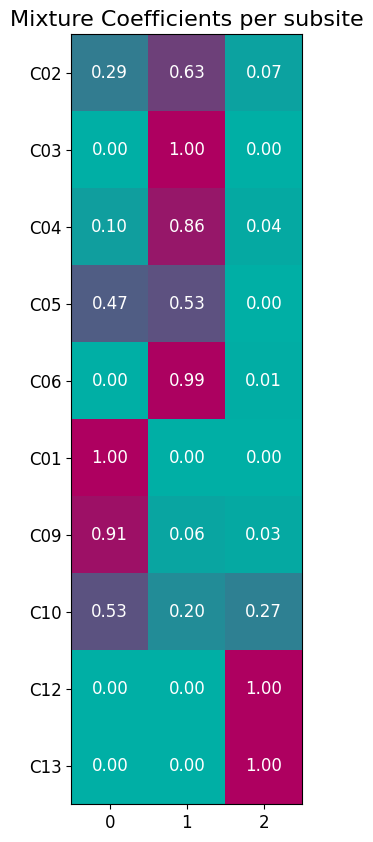 Mixture Coefficients per subsite
C02 0.29 0.63 0.07
C03 0.00 1.00 0.00
C04 0.10 0.86 0.04
C05 0.47 0.53 0.00
C06 0.00 0.99 0.01
C01 1.00 0.00 0.00
C09 0.91 0.06 0.03
C10 0.53 0.20 0.27
C12 0.00 0.00 1.00
C13 0.00 0.00 1.00
0 1 2